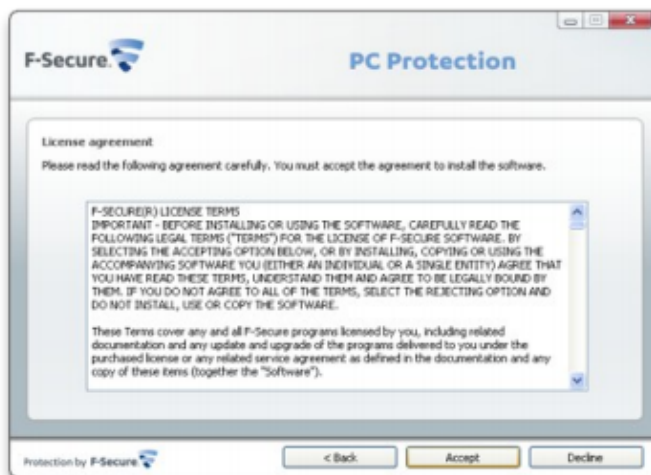 F-Secure.
PC Protection
License agreement
Please read the following agreement carefully. You must accept the agreement to install the software.
F-SECURE(R) LICENSE TERMS
IMPORTANT - BEFORE INSTALLING OR USING THE SOFTWARE, CAREFULLY READ THE
FOLLOWING LEGAL TERMS ("TERMS") FOR THE LICENSE OF F-SECURE SOFTWARE. BY
SELECTING THE ACCEPTING OPTION BELOW, OR BY INSTALLING, COPYING OR USING THE
ACCOMPANYING SOFTWARE YOU (EITHER AN INDIVIDUAL OR A SINGLE ENTITY) AGREE THAT
YOU HAVE READ THESE TERMS, UNDERSTAND THEM AND AGREE TO BE LEGALLY BOUND BY
THEM. IF YOU DO NOT AGREE TO ALL OF THE TERMS, SELECT THE REJECTING OPTION AND
DO NOT INSTALL, USE OR COPY THE SOFTWARE.
These Terms cover any and all F-Secure programs licensed by you, including related
documentation and any update and upgrade of the programs delivered to you under the
purchased license or any related service agreement as defined in the documentation and any
copy of these items (together the "Software").
Protection by F-Secure
< Back
Accept
Decline